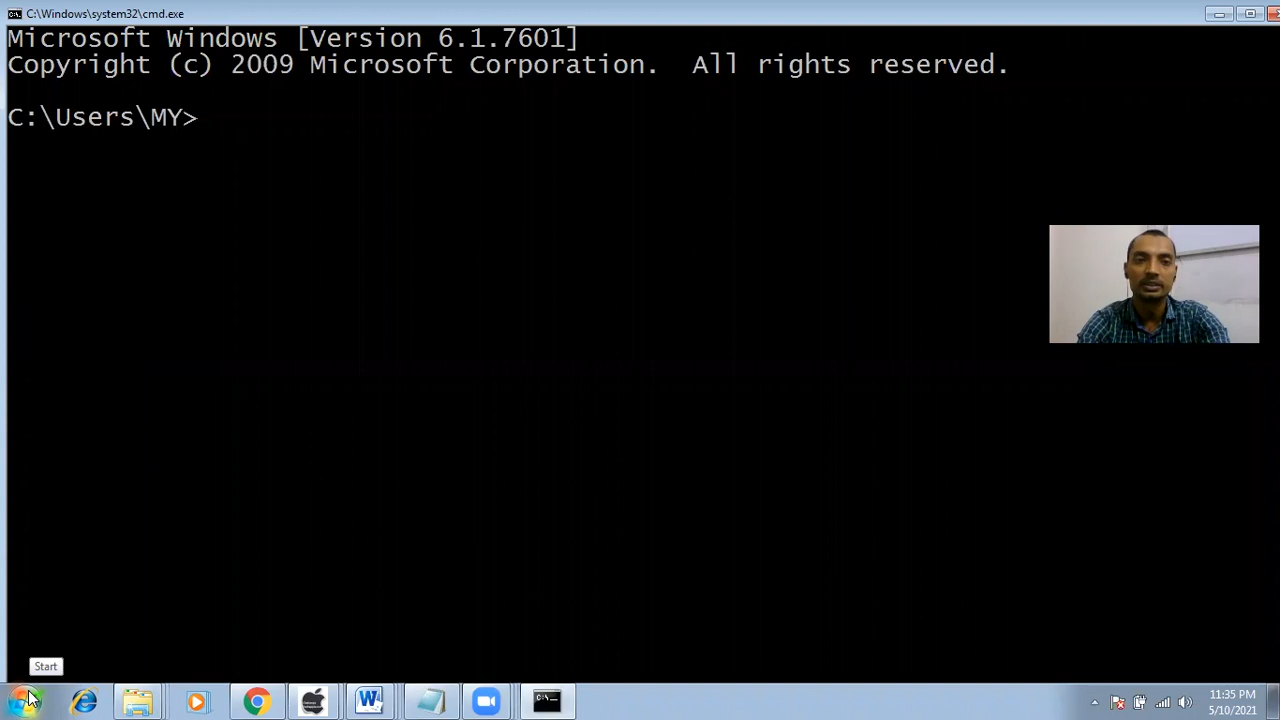 C:\Windows\system32\cmd.exe
Microsoft Windows [Version 6.1.7601]
Copyright (c) 2009 Microsoft Corporation.  All rights reserved.
C:\Users\MY>
Start
11:35 PM
5/10/2021